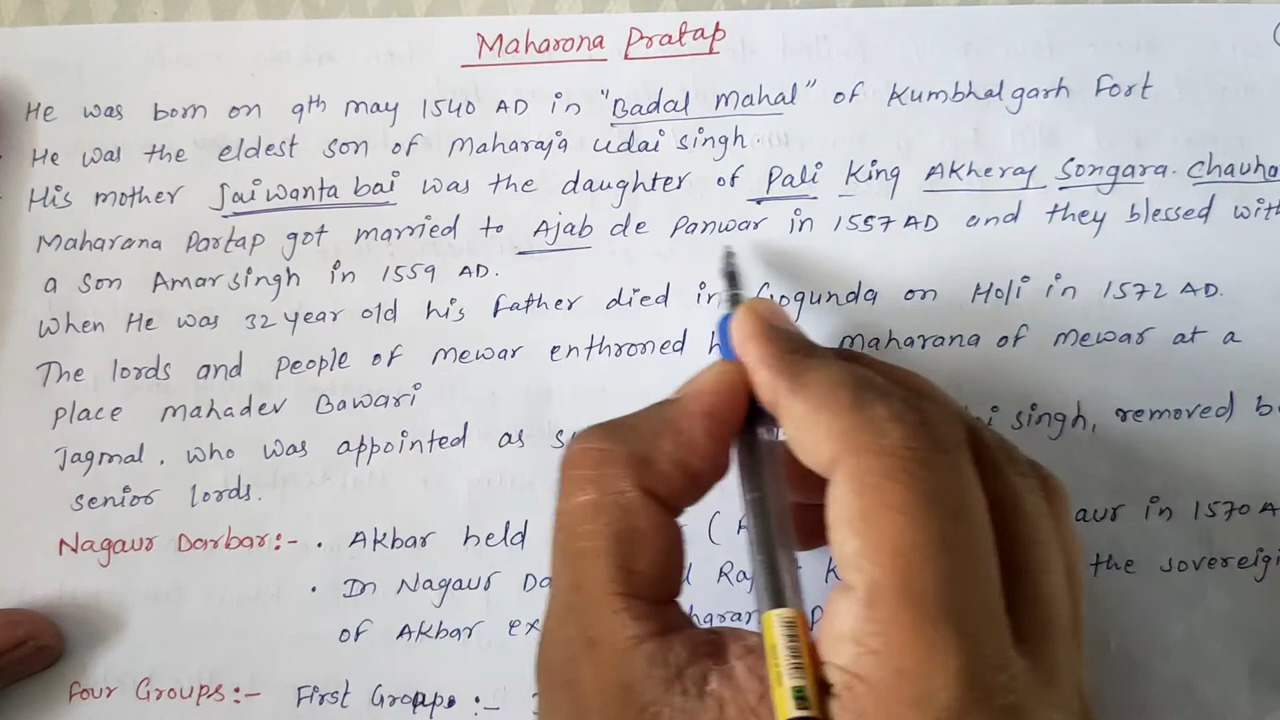 Maharona Pratap
He was born on 9th may 1540 AD in "Badal mahal" of Kumbhalgarh Fort
He was the eldest son of maharaja udai singh.
His mother Jaiwanta bai was the daughter of Pali King Akheraj Songara. Chauha
Maharana Partap got married to Ajab de Panwar in 1557 AD and they blessed with
a son Amarsingh in 1559 AD.
when He was 32 year old his Father died in Gogunda on Holi in 1572 AD.
The lords and people of mewar enthroned maharana of mewar at a
place mahadev Bawari
Jagmal. who was appointed as singh, removed b
senior lords.
Nagaur Darbar:- . Akbar held ( aur in 1570 A
. In Nagaur Da K the sovereig
of Akbar ex
Four Groups:- First Group :-